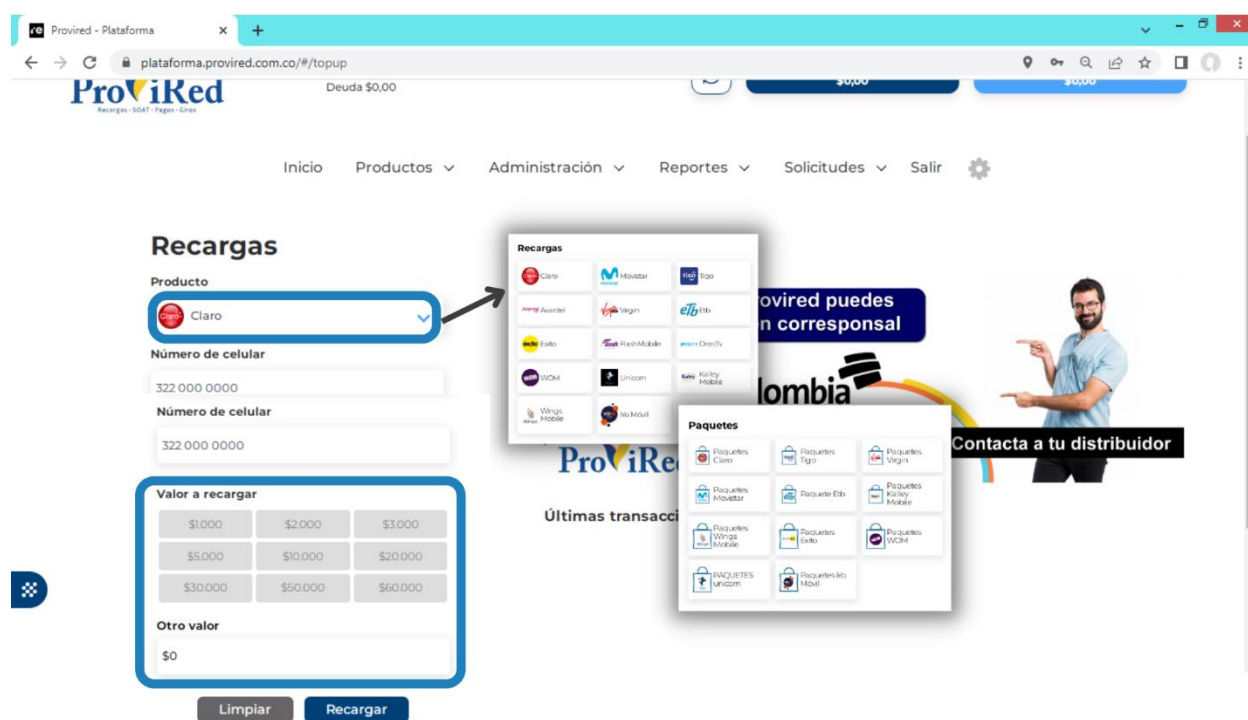 Provired - Plataforma
plataforma.provired.com.co/#/topup
ProViRed
Recargas - SOAT - Pagos - Giros
Deuda $0,00
$0,00
$0,00
Inicio Productos Administración Reportes Solicitudes Salir
Recargas
Producto
Claro
Número de celular
322 000 0000
Número de celular
322 000 0000
Valor a recargar
$1.000 $2.000 $3.000
$5.000 $10.000 $20.000
$30.000 $50.000 $60.000
Otro valor
$0
Limpiar Recargar
Recargas
Claro Movistar Tigo
Avantel Virgin Etb
Exito Flash Mobile DirecTv
WOM Unicom Kalley
Mobile
Wings
Mobile
Móvil
ovired puedes
n corresponsal
lombia
Contacta a tu distribuidor
ProViRe
Últimas transacci
Paquetes
Paquetes
Claro
Paquetes
Tigo
Paquetes
Virgin
Paquetes
Movistar
Paquete Etb
Paquetes
Kalley
Mobile
Paquetes
Wings
Mobile
Paquetes
Exito
Paquetes
WOM
PAQUETES
unicom
Paquetes
Móvil